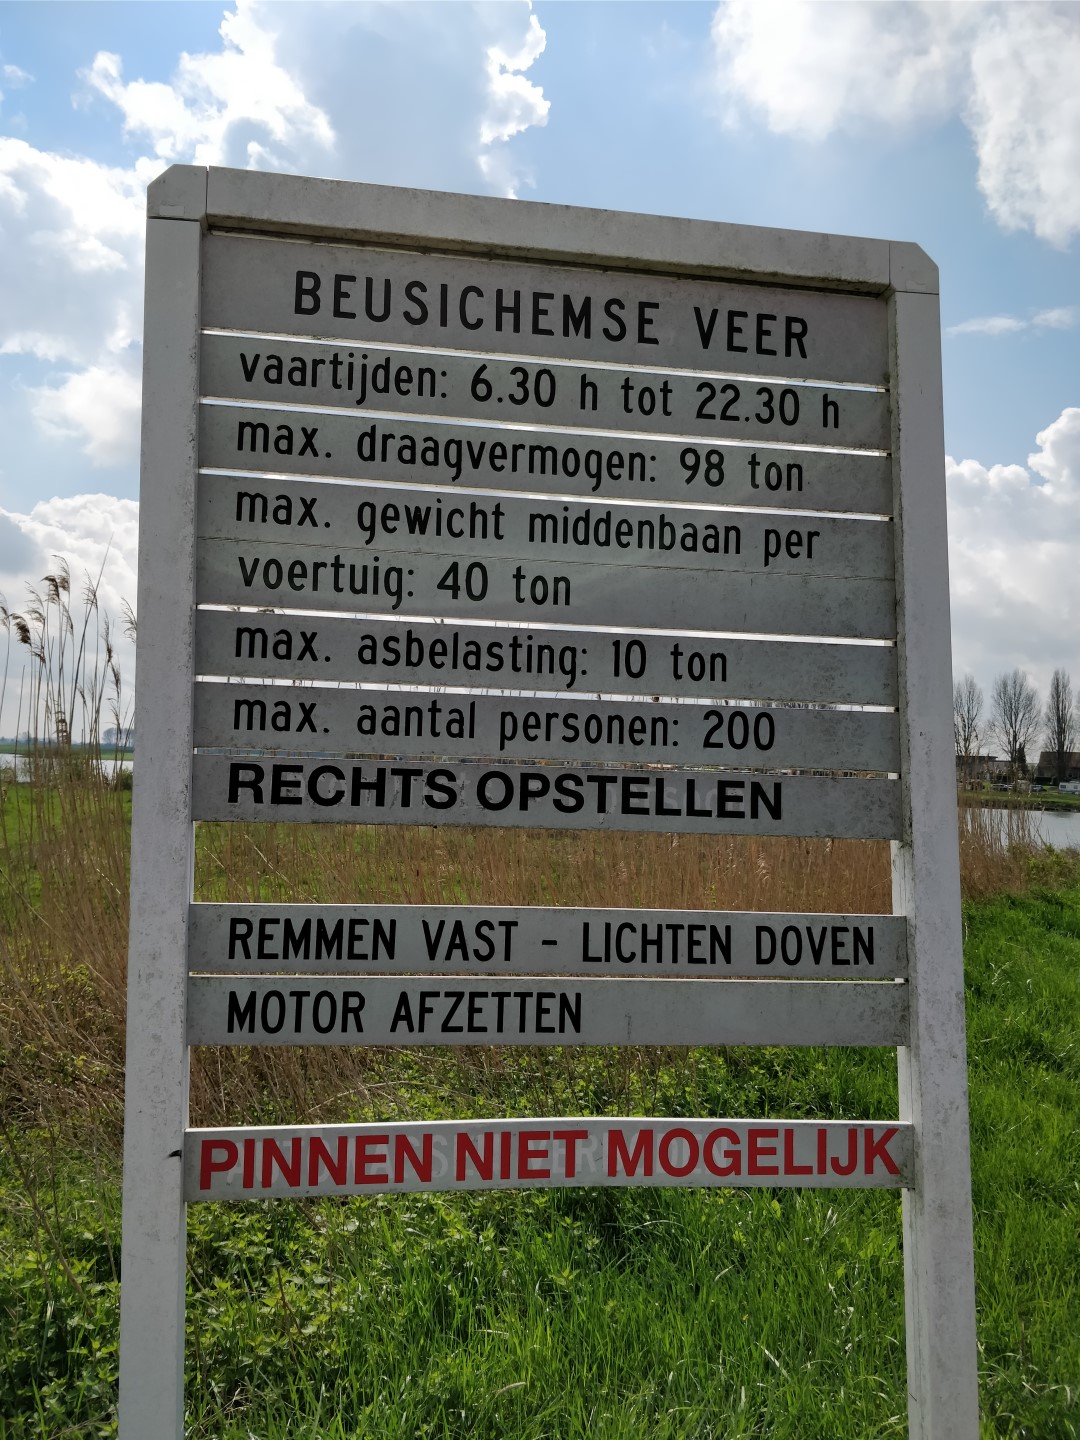 BEUSICHEMSE VEER
vaartijden: 6.30 h tot 22.30 h
max. draagvermogen: 98 ton
max. gewicht middenbaan per
voertuig: 40 ton
max. asbelasting: 10 ton
max. aantal personen: 200
RECHTS OPSTELLEN
REMMEN VAST - LICHTEN DOVEN
MOTOR AFZETTEN
PINNEN NIET MOGELIJK